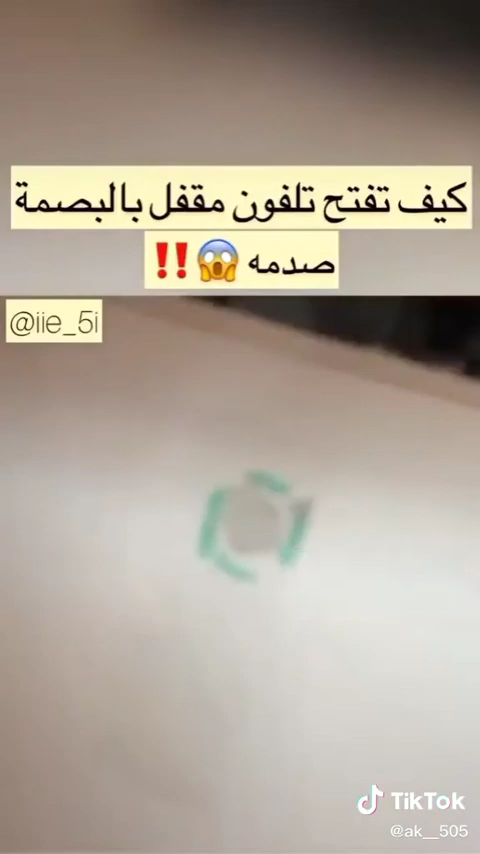 كيف تفتح تلفون مقفل بالبصمة
صدمه 😱‼️
@iie_5i
TikTok
@ak__505